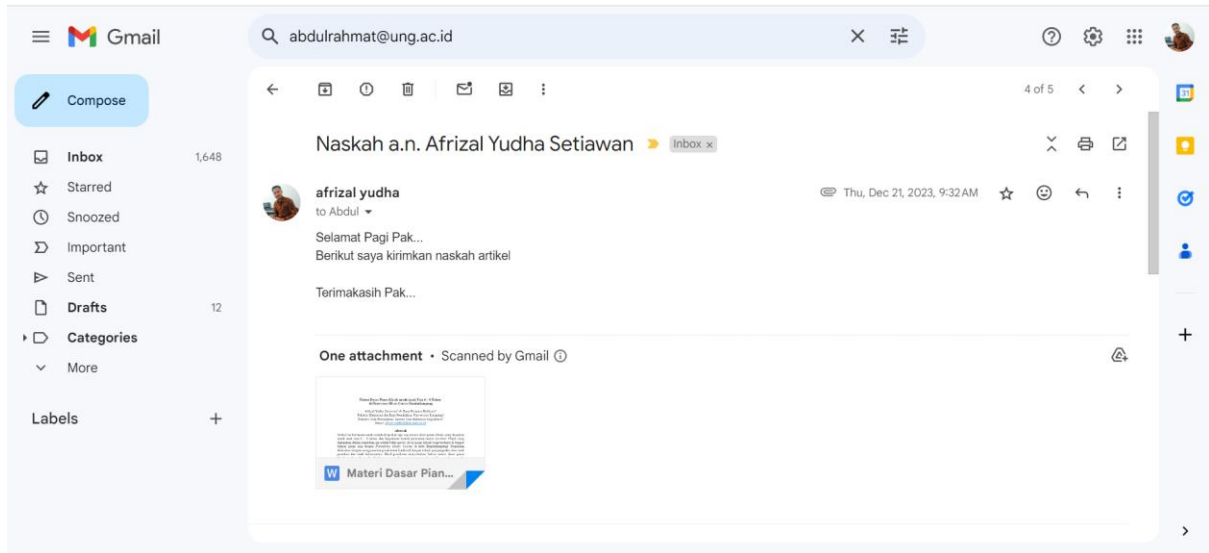 Gmail
abdulrahmat@ung.ac.id
Compose
4 of 5
31
Naskah a.n. Afrizal Yudha Setiawan
Inbox x
Inbox 1,648
Starred
Snoozed
Important
Sent
Drafts 12
Categories
More
Labels
afrizal yudha
Thu, Dec 21, 2023, 9:32 AM
to Abdul
Selamat Pagi Pak...
Berikut saya kirimkan naskah artikel
Terimakasih Pak...
One attachment • Scanned by Gmail
W Materi Dasar Pian...